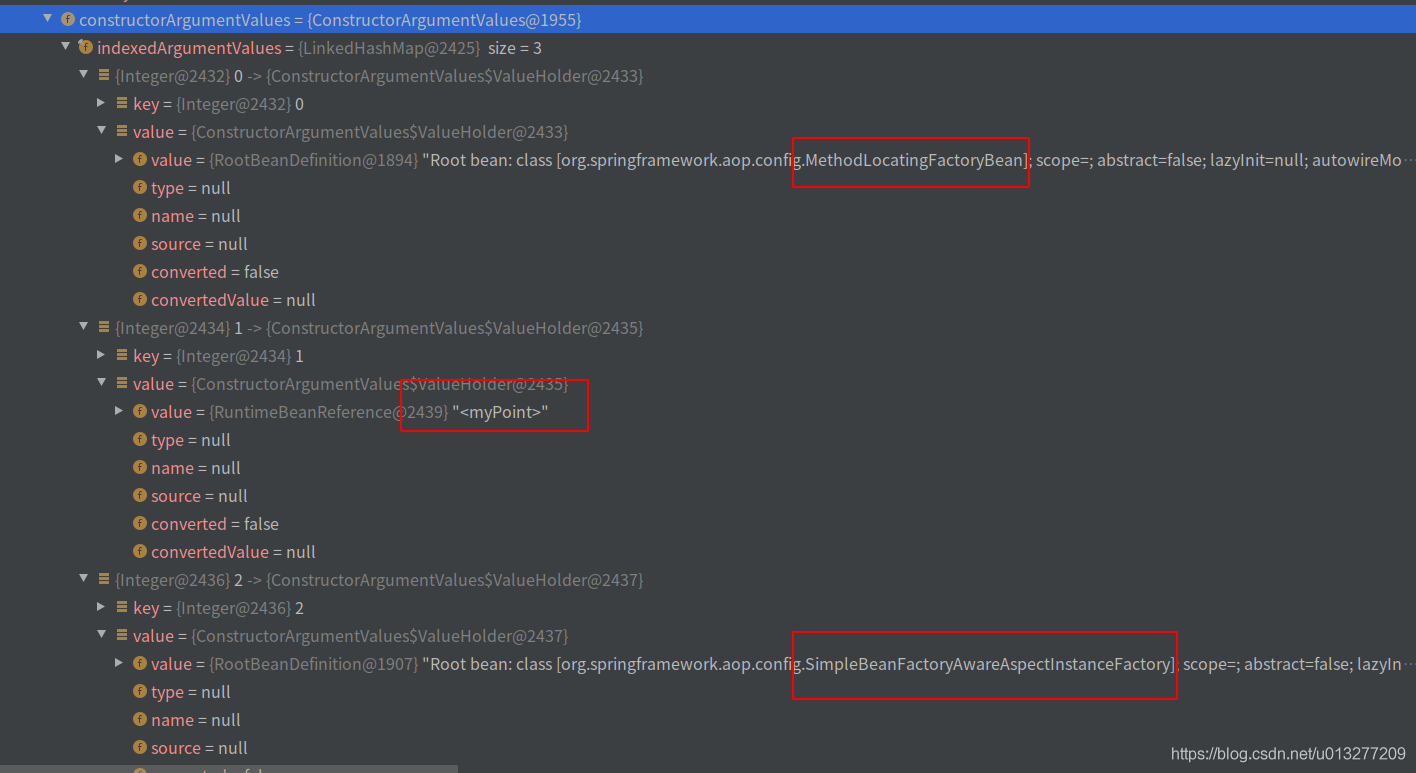 constructorArgumentValues = {ConstructorArgumentValues@1955}
indexedArgumentValues = {LinkedHashMap@2425} size = 3
{Integer@2432} 0 -> {ConstructorArgumentValues$ValueHolder@2433}
key = {Integer@2432} 0
value = {ConstructorArgumentValues$ValueHolder@2433}
value = {RootBeanDefinition@1894} "Root bean: class [org.springframework.aop.config.MethodLocatingFactoryBean]; scope=; abstract=false; lazyInit=null; autowireMo...
type = null
name = null
source = null
converted = false
convertedValue = null
{Integer@2434} 1 -> {ConstructorArgumentValues$ValueHolder@2435}
key = {Integer@2434} 1
value = {ConstructorArgumentValues$ValueHolder@2435}
value = {RuntimeBeanReference@2439} "<myPoint>"
type = null
name = null
source = null
converted = false
convertedValue = null
{Integer@2436} 2 -> {ConstructorArgumentValues$ValueHolder@2437}
key = {Integer@2436} 2
value = {ConstructorArgumentValues$ValueHolder@2437}
value = {RootBeanDefinition@1907} "Root bean: class [org.springframework.aop.config.SimpleBeanFactoryAwareAspectInstanceFactory]; scope=; abstract=false; lazyIn...
type = null
name = null
source = null
https://blog.csdn.net/u013277209